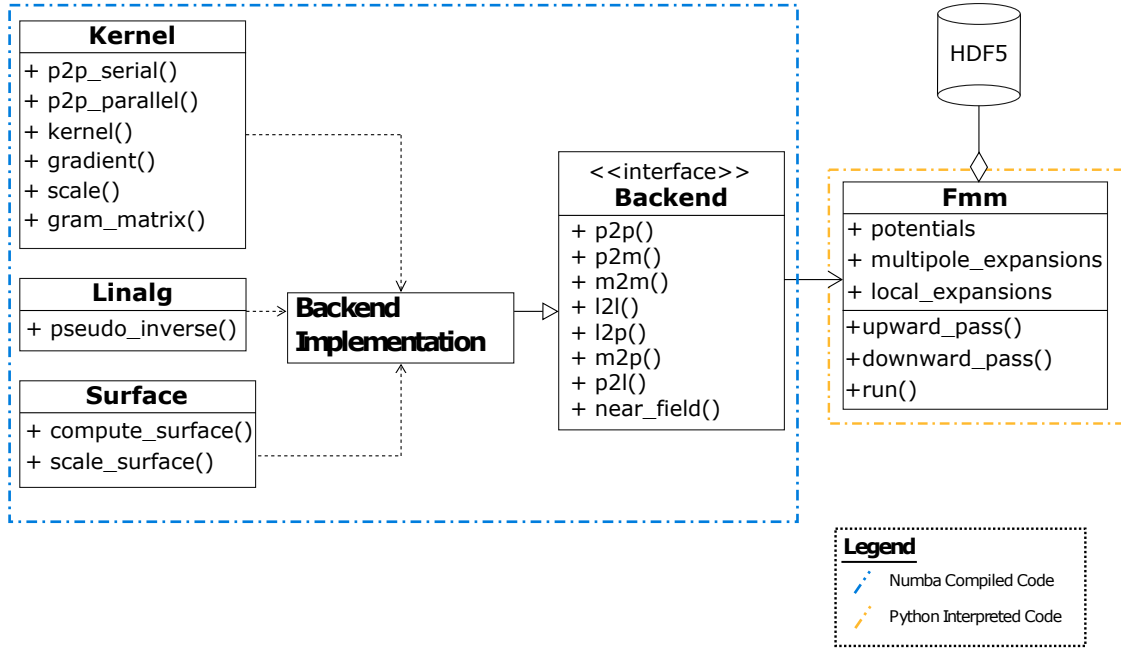 Kernel
+ p2p_serial()
+ p2p_parallel()
+ kernel()
+ gradient()
+ scale()
+ gram_matrix()
Linalg
+ pseudo_inverse()
Surface
+ compute_surface()
+ scale_surface()
Backend
Implementation
<<interface>>
Backend
+ p2p()
+ p2m()
+ m2m()
+ l2l()
+ l2p()
+ m2p()
+ p2l()
+ near_field()
HDF5
Fmm
+ potentials
+ multipole_expansions
+ local_expansions
+upward_pass()
+downward_pass()
+run()
Legend
Numba Compiled Code
Python Interpreted Code